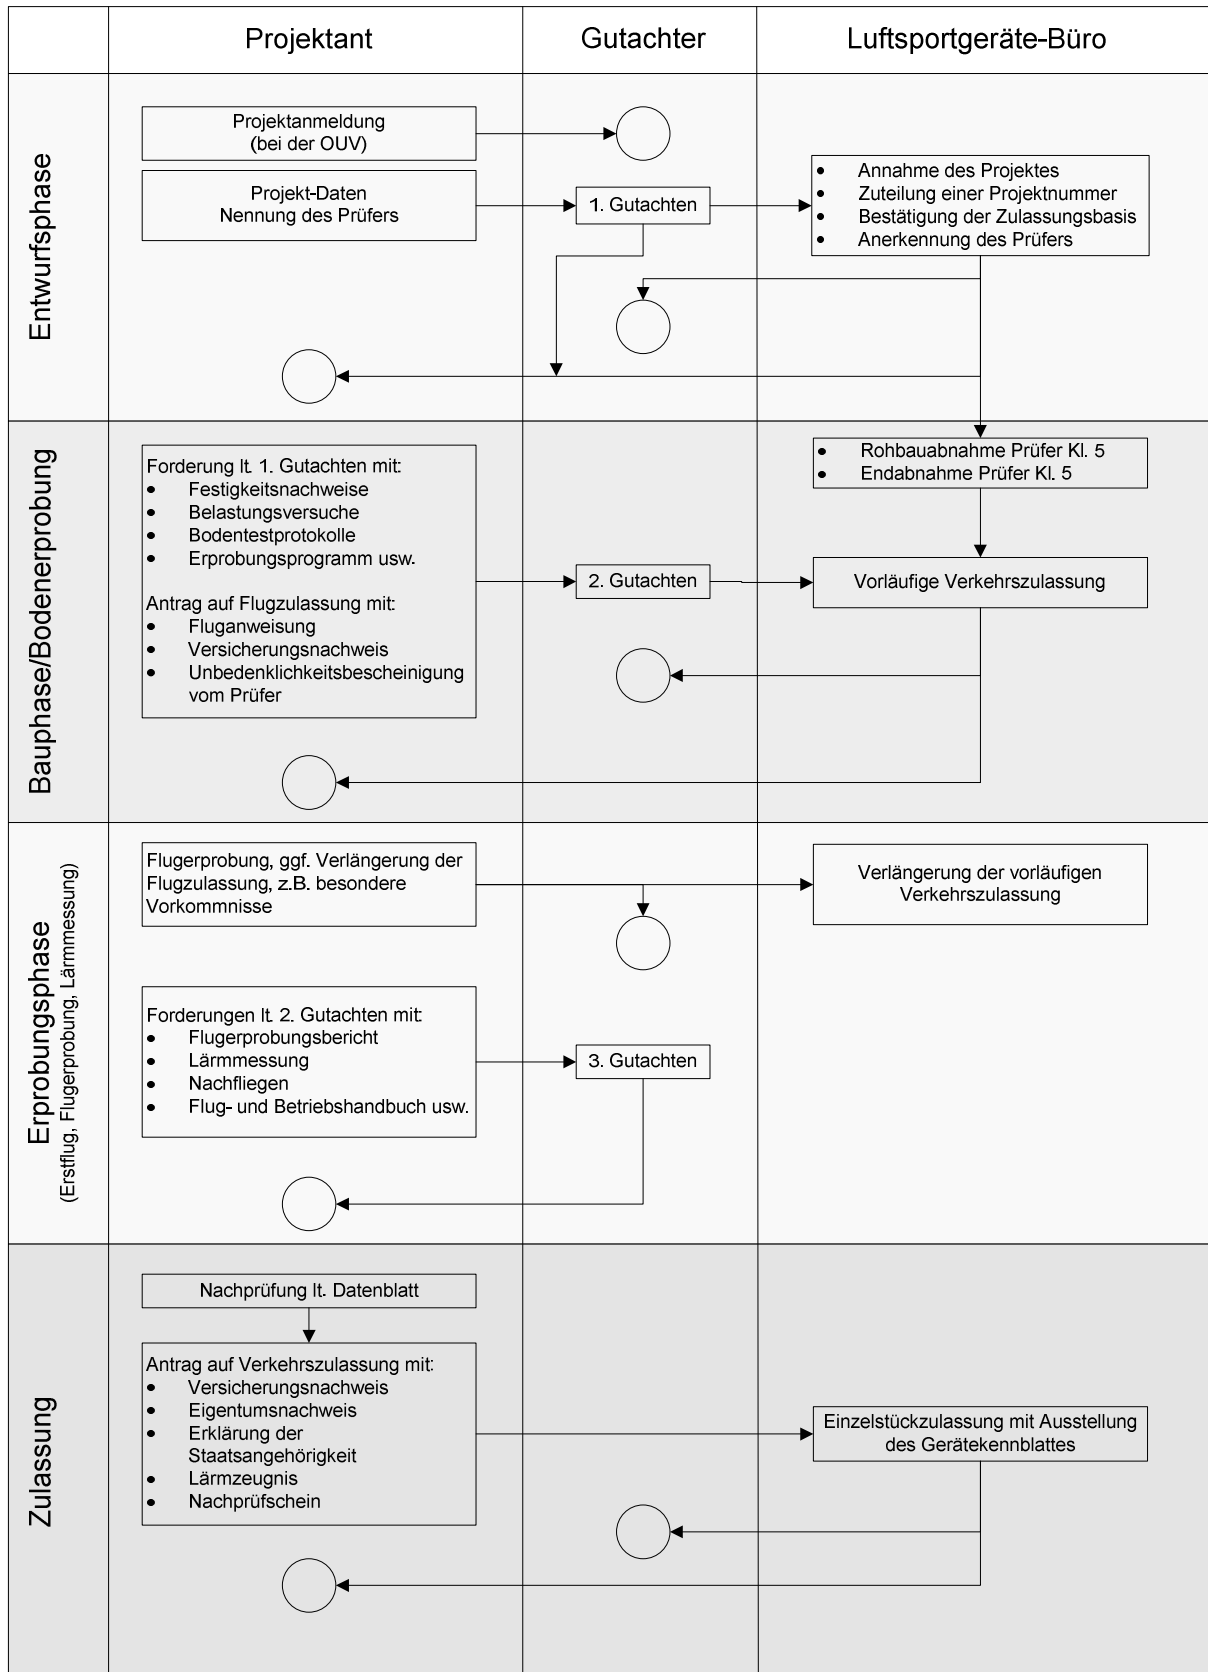 Projektant
Gutachter
Luftsportgeräte-Büro
Entwurfsphase
Projektanmeldung
(bei der OUV)
Projekt-Daten
Nennung des Prüfers
1. Gutachten
• Annahme des Projektes
• Zuteilung einer Projektnummer
• Bestätigung der Zulassungsbasis
• Anerkennung des Prüfers
Bauphase/Bodenerprobung
Forderung lt. 1. Gutachten mit:
• Festigkeitsnachweise
• Belastungsversuche
• Bodentestprotokolle
• Erprobungsprogramm usw.
Antrag auf Flugzulassung mit:
• Fluganweisung
• Versicherungsnachweis
• Unbedenklichkeitsbescheinigung
vom Prüfer
2. Gutachten
• Rohbauabnahme Prüfer Kl. 5
• Endabnahme Prüfer Kl. 5
Vorläufige Verkehrszulassung
Erprobungsphase
(Erstflug, Flugerprobung, Lärmmessung)
Flugerprobung, ggf. Verlängerung der
Flugzulassung, z.B. besondere
Vorkommnisse
Verlängerung der vorläufigen
Verkehrszulassung
Forderungen lt. 2. Gutachten mit:
• Flugerprobungsbericht
• Lärmmessung
• Nachfliegen
• Flug- und Betriebshandbuch usw.
3. Gutachten
Zulassung
Nachprüfung lt. Datenblatt
Antrag auf Verkehrszulassung mit:
• Versicherungsnachweis
• Eigentumsnachweis
• Erklärung der
Staatsangehörigkeit
• Lärmzeugnis
• Nachprüfschein
Einzelstückzulassung mit Ausstellung
des Gerätekennblattes